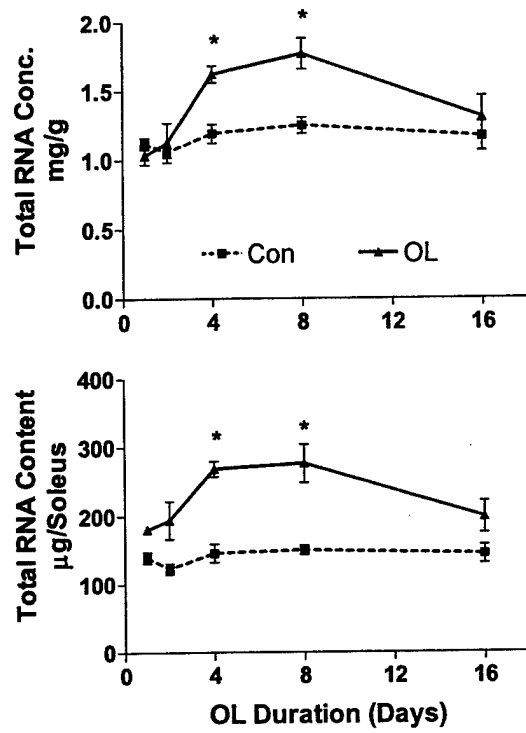 Total RNA Conc.
mg/g
2.0
1.5
1.0
0.5
0.0
* *
Con OL
0 4 8 12 16
Total RNA Content
µg/Soleus
400
300
200
100
0
* *
0 4 8 12 16
OL Duration (Days)